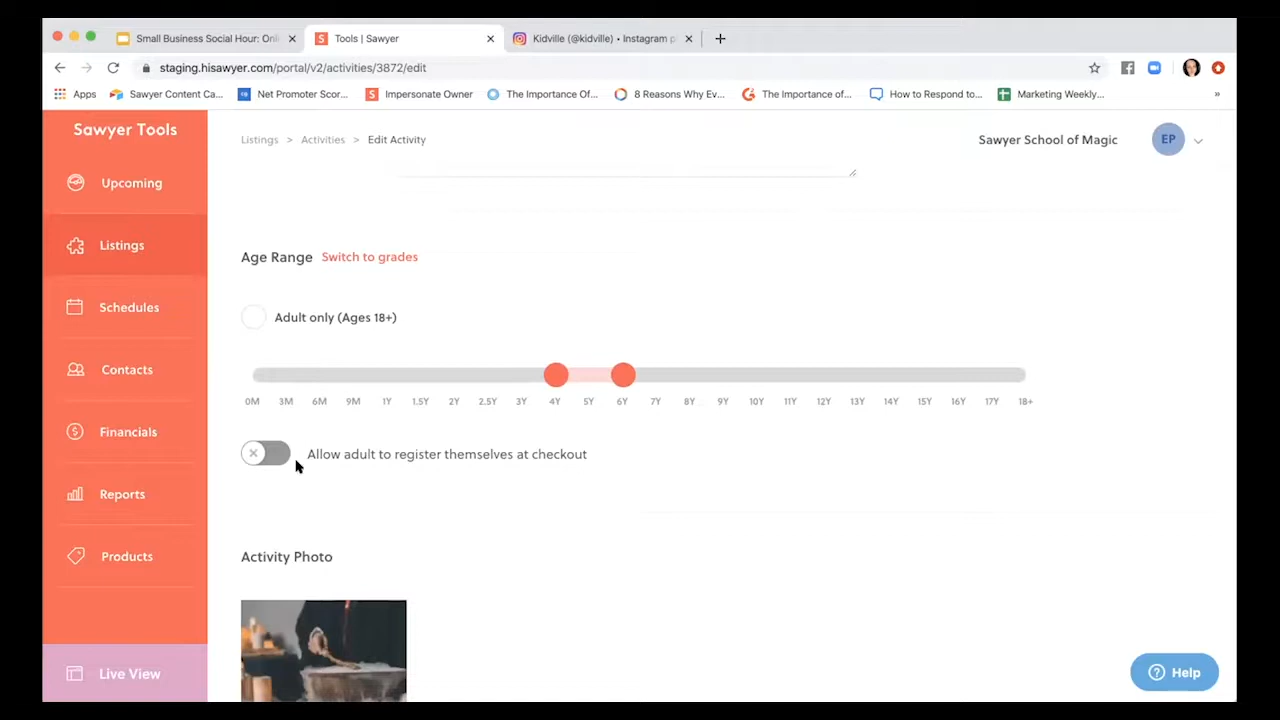 Small Business Social Hour: Onli
Tools | Sawyer
Kidville (@kidville) • Instagram p
staging.hisawyer.com/portal/v2/activities/3872/edit
Apps
Sawyer Content Ca...
Net Promoter Scor...
Impersonate Owner
The Importance Of...
8 Reasons Why Ev...
The Importance of...
How to Respond to...
Marketing Weekly...
»
Sawyer Tools
Listings > Activities > Edit Activity
Sawyer School of Magic
EP
Upcoming
Listings
Schedules
Contacts
Financials
Reports
Products
Live View
Age Range Switch to grades
Adult only (Ages 18+)
0M 3M 6M 9M 1Y 1.5Y 2Y 2.5Y 3Y 4Y 5Y 6Y 7Y 8Y 9Y 10Y 11Y 12Y 13Y 14Y 15Y 16Y 17Y 18+
Allow adult to register themselves at checkout
Activity Photo
Help